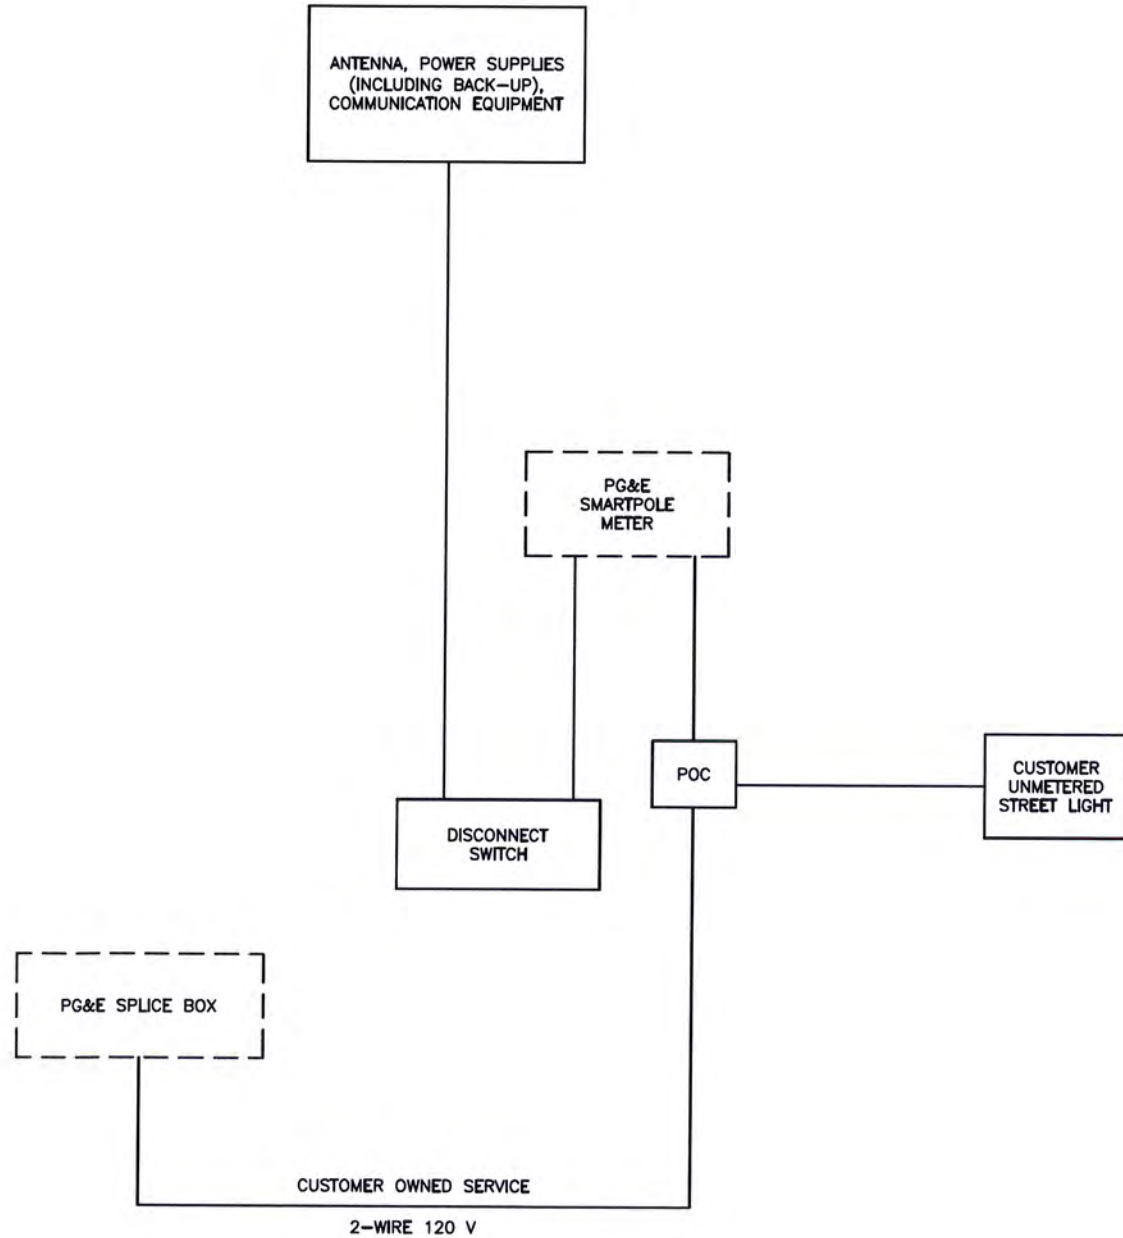 ANTENNA, POWER SUPPLIES
(INCLUDING BACK-UP),
COMMUNICATION EQUIPMENT
PG&E
SMARTPOLE
METER
POC
CUSTOMER
UNMETERED
STREET LIGHT
DISCONNECT
SWITCH
PG&E SPLICE BOX
CUSTOMER OWNED SERVICE
2-WIRE 120 V